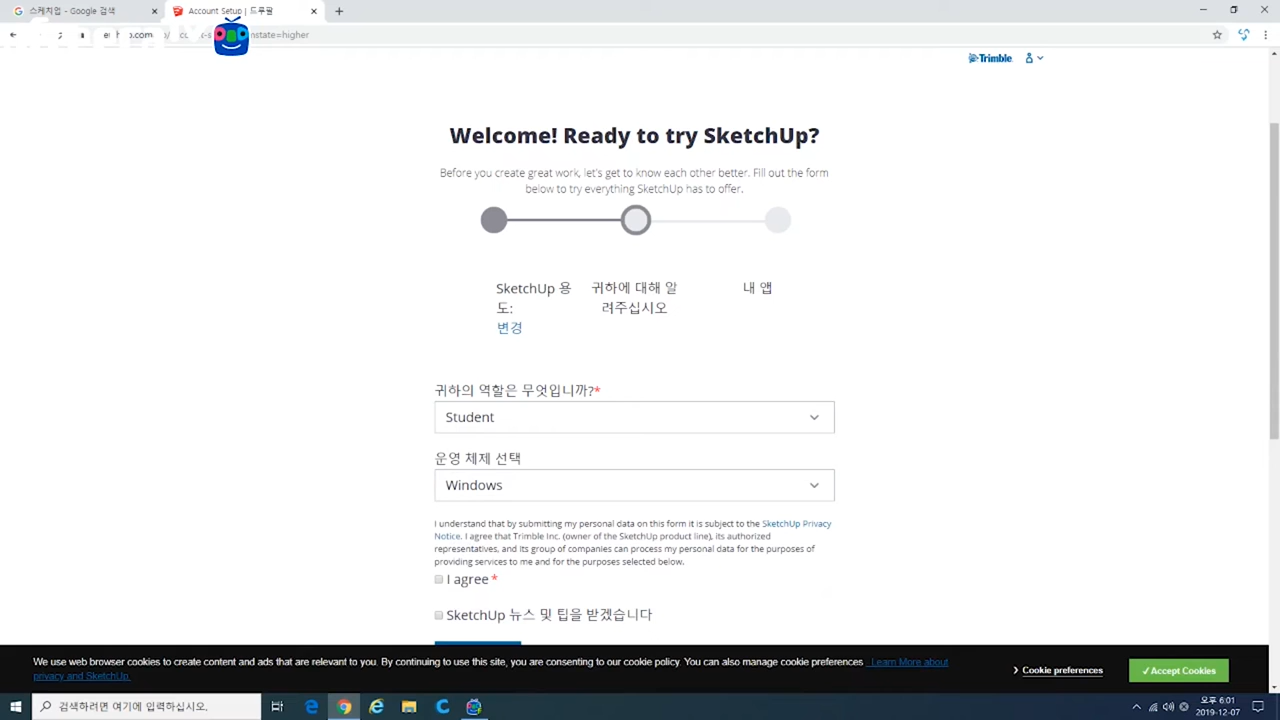 스케치업 - Google 검색
Account Setup | 드루팔
mstate=higher
Trimble
Welcome! Ready to try SketchUp?
Before you create great work, let's get to know each other better. Fill out the form
below to try everything SketchUp has to offer.
SketchUp 용
도:
변경
귀하에 대해 알
려주십시오
내 앱
귀하의 역할은 무엇입니까?*
Student
운영 체제 선택
Windows
I understand that by submitting my personal data on this form it is subject to the SketchUp Privacy
Notice. I agree that Trimble Inc. (owner of the SketchUp product line), its authorized
representatives, and its group of companies can process my personal data for the purposes of
providing services to me and for the purposes selected below.
I agree *
SketchUp 뉴스 및 팁을 받겠습니다
We use web browser cookies to create content and ads that are relevant to you. By continuing to use this site, you are consenting to our cookie policy. You can also manage cookie preferences Learn More about
privacy and SketchUp.
Cookie preferences
✓Accept Cookies
검색하려면 여기에 입력하십시오.
오후 6:01
2019-12-07